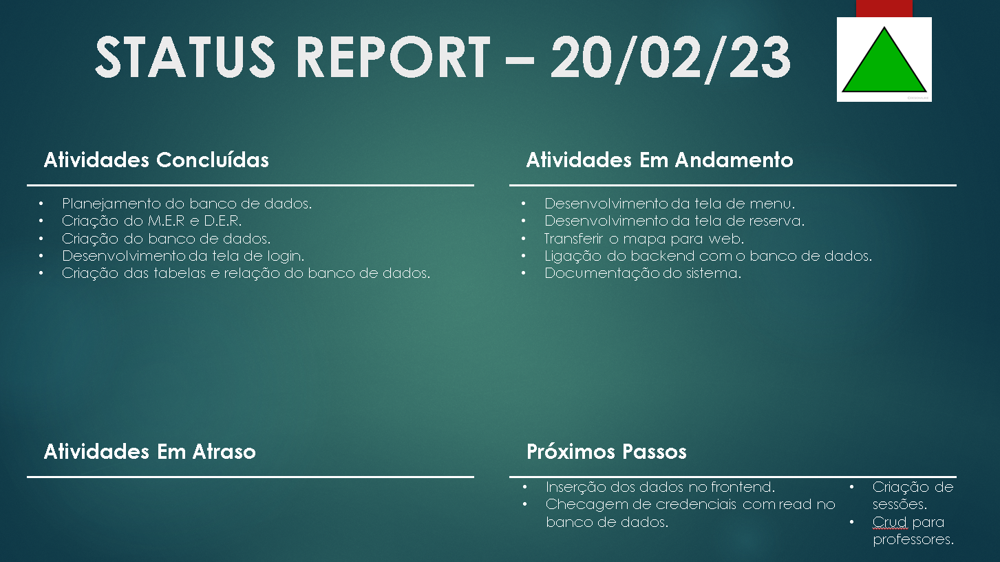 STATUS REPORT – 20/02/23
Atividades Concluídas
• Planejamento do banco de dados.
• Criação do M.E.R e D.E.R.
• Criação do banco de dados.
• Desenvolvimento da tela de login.
• Criação das tabelas e relação do banco de dados.
Atividades Em Andamento
• Desenvolvimento da tela de menu.
• Desenvolvimento da tela de reserva.
• Transferir o mapa para web.
• Ligação do backend com o banco de dados.
• Documentação do sistema.
Atividades Em Atraso
Próximos Passos
• Inserção dos dados no frontend.
• Checagem de credenciais com read no
banco de dados.
• Criação de
sessões.
• Crud para
professores.